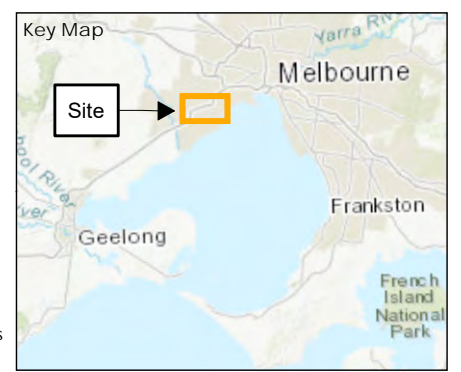 Key Map
Yarra
Melbourne
Site
River
Geelong
Frankston
French
Island
National
Park
s